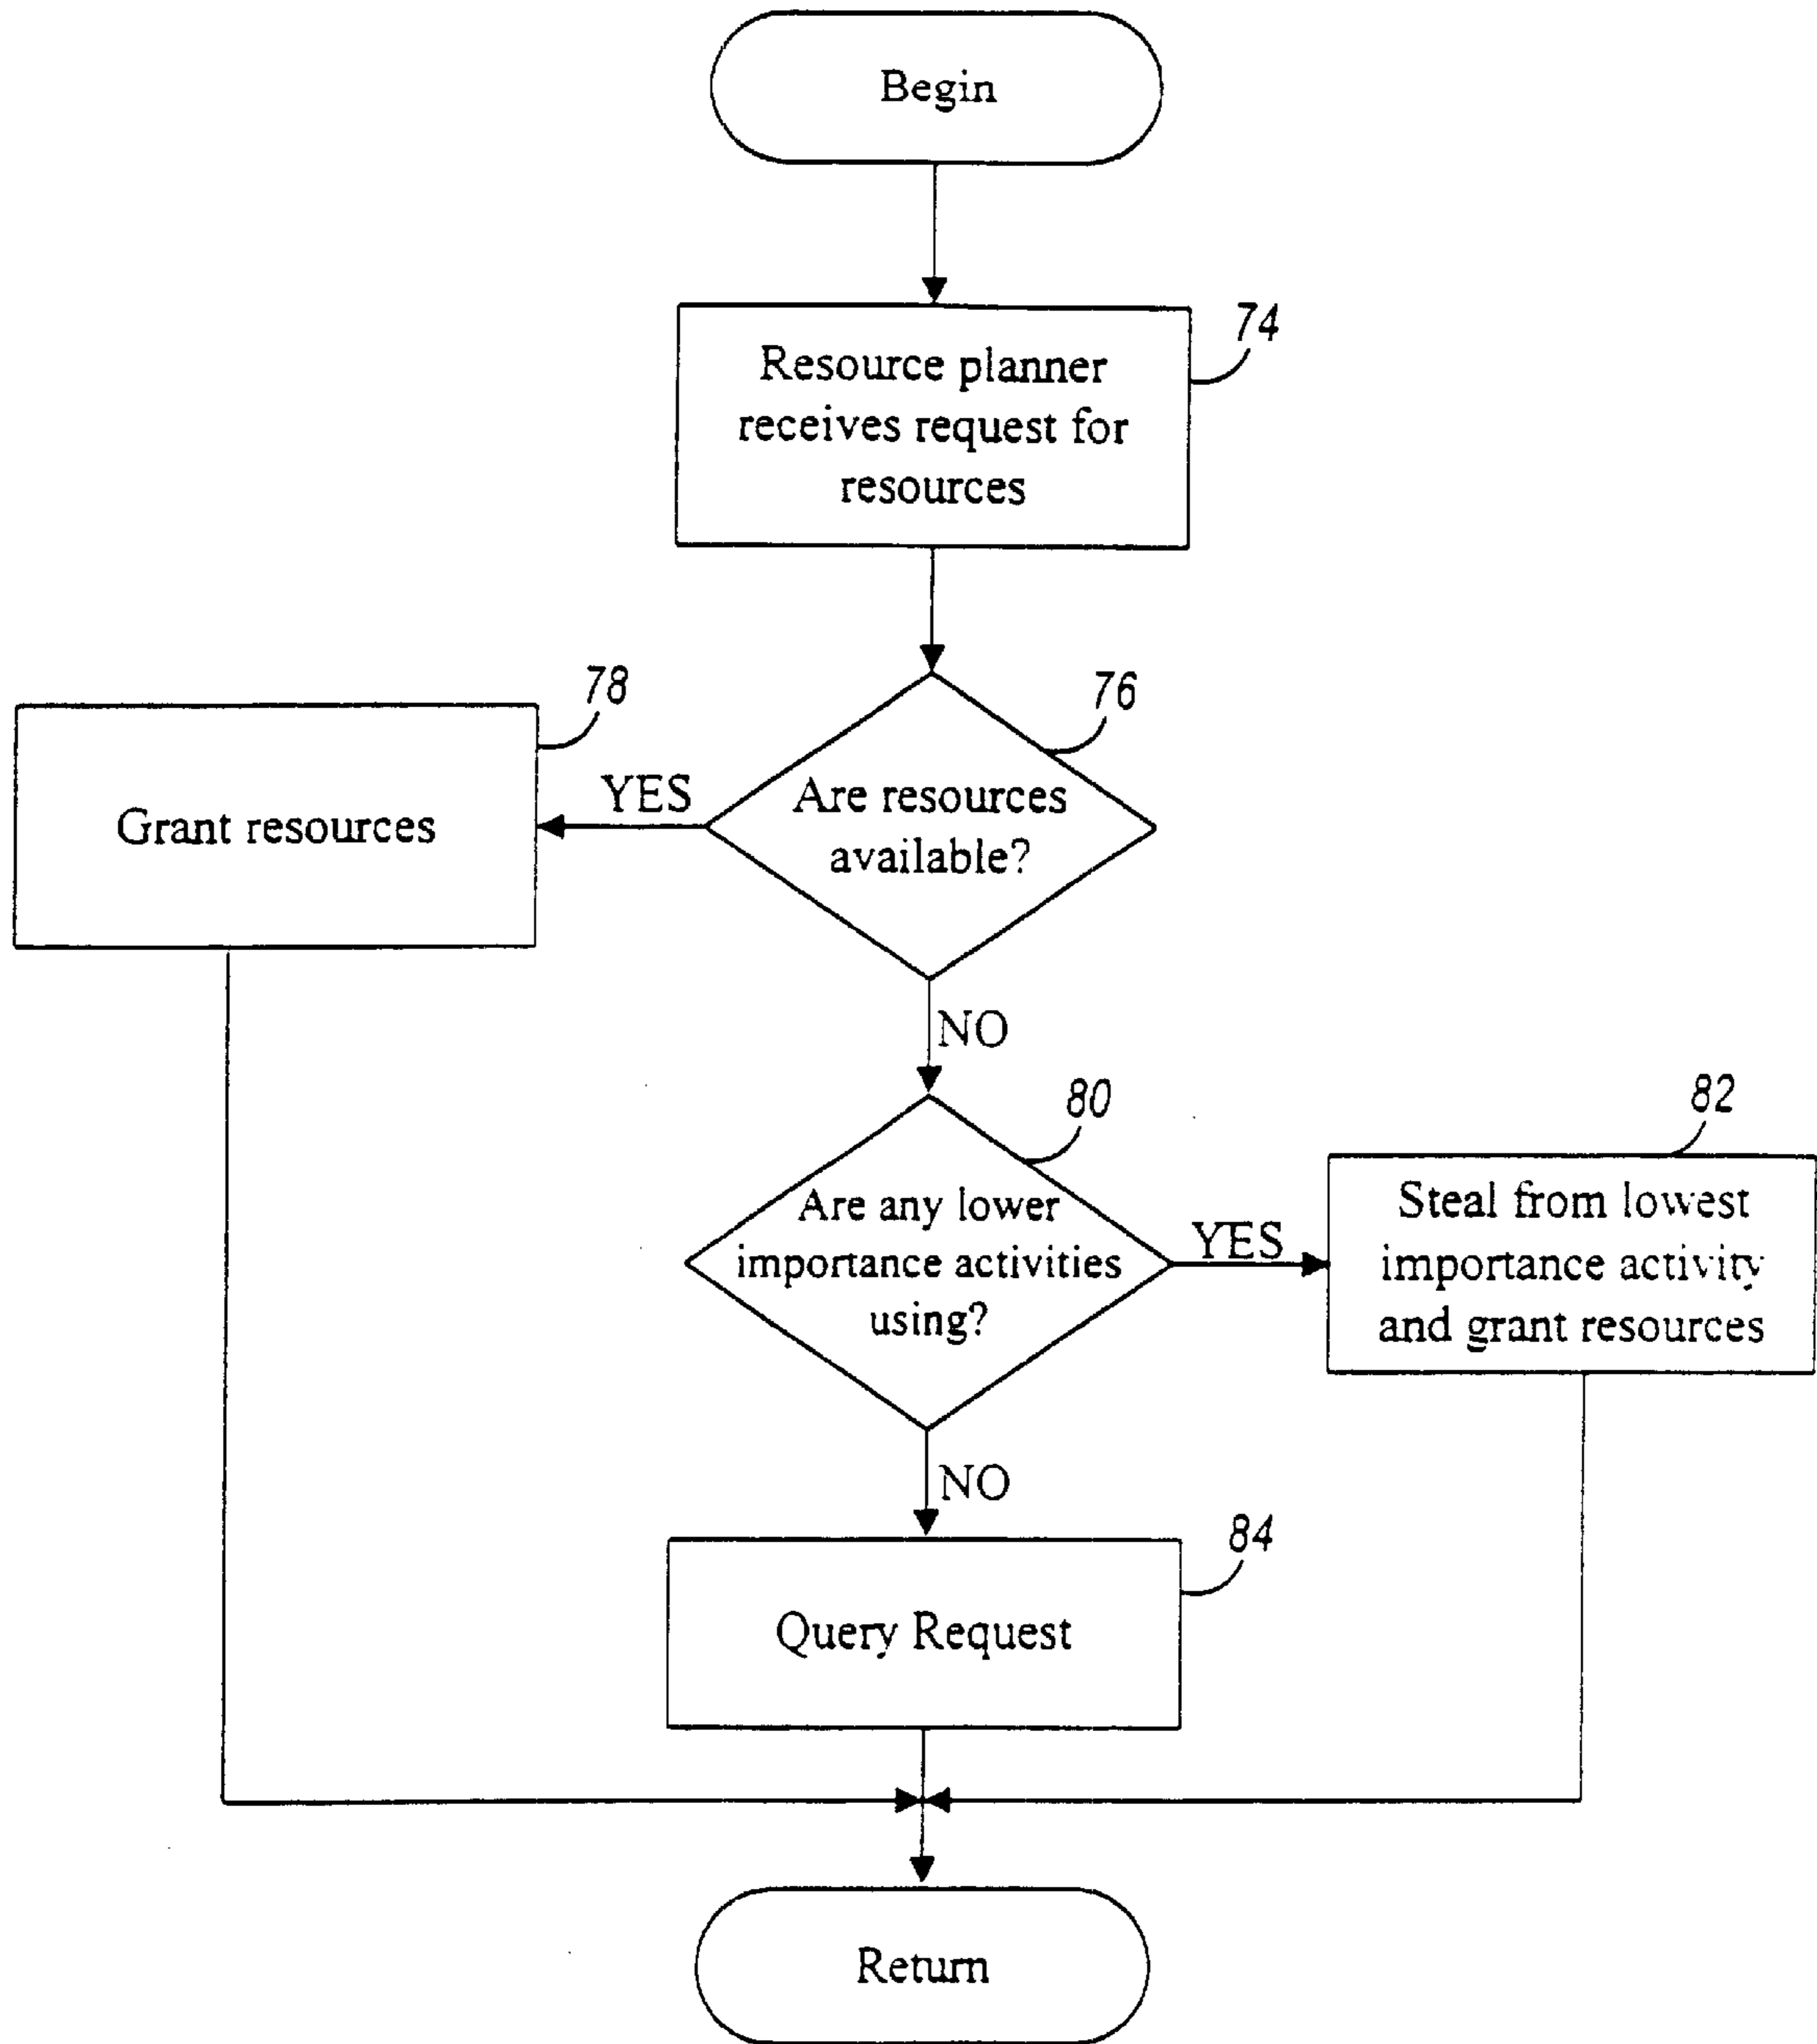 Begin
74
Resource planner
receives request for
resources
78
76
Grant resources
YES
Are resources
available?
NO
80
82
Are any lower
importance activities
using?
YES
Steal from lowest
importance activity
and grant resources
NO
84
Query Request
Return